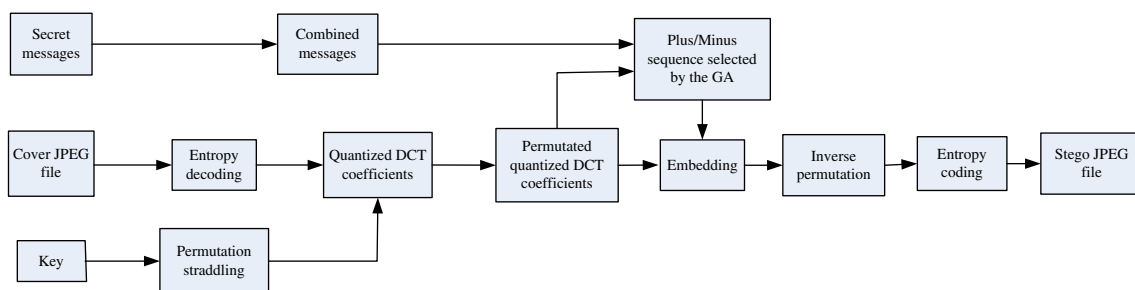 Secret
messages
Combined
messages
Plus/Minus
sequence selected
by the GA
Cover JPEG
file
Entropy
decoding
Quantized DCT
coefficients
Permutated
quantized DCT
coefficients
Embedding
Inverse
permutation
Entropy
coding
Stego JPEG
file
Key
Permutation
straddling